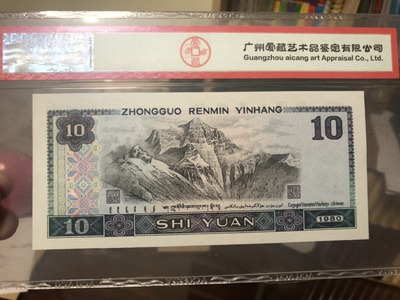 广州爱藏艺术品鉴定有限公司
Guangzhou aicang art Appraisal Co., Ltd.
ZHONGGUO RENMIN YINHANG
10
10
10
SHI YUAN
1980